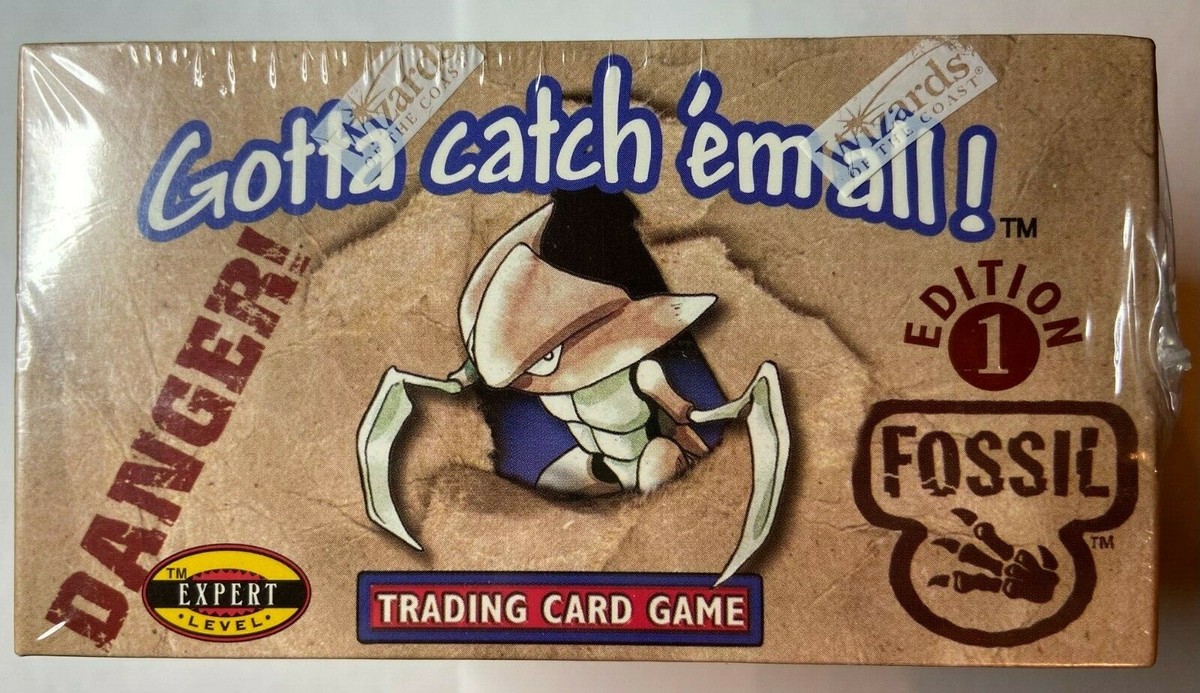 Wizards
OF THE COAST
Wizards
OF THE COAST®
Gotta catch 'em all!™
DANGER!
EDITION
1
FOSSIL
™
™
EXPERT
LEVEL
TRADING CARD GAME